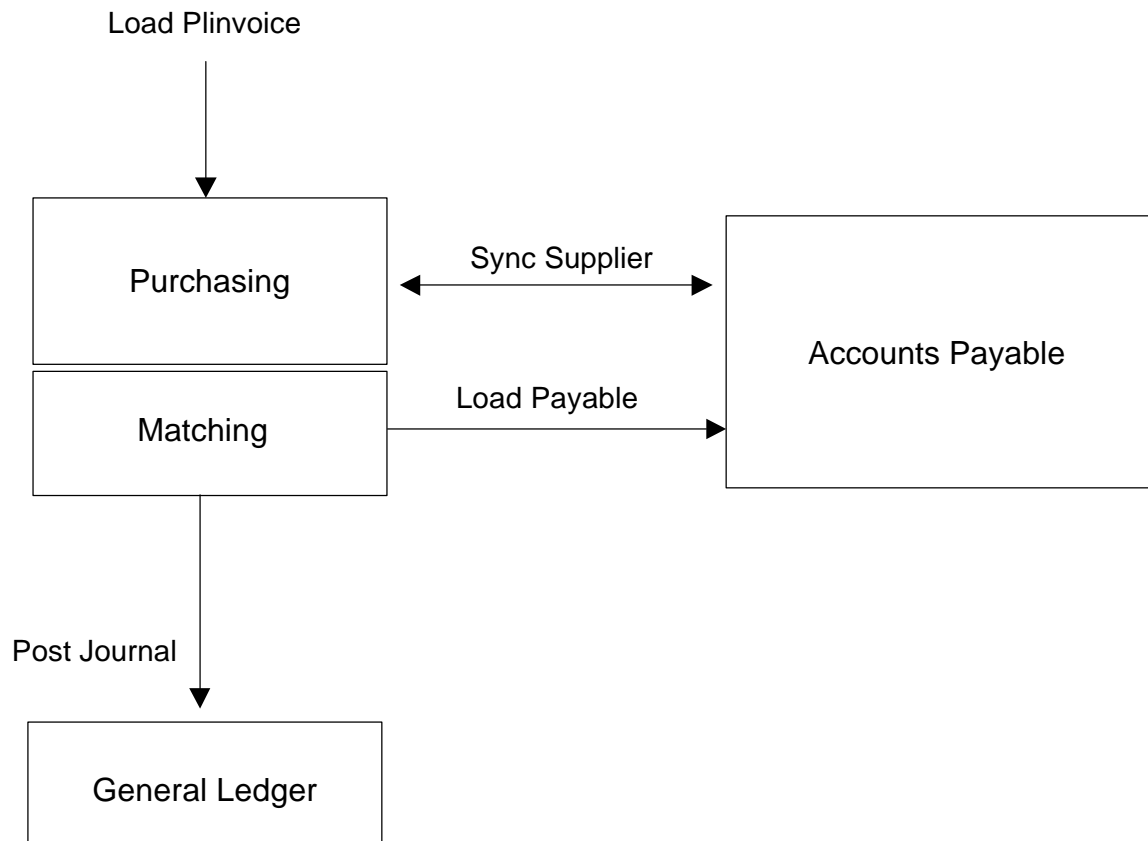 Load Plinvoice
Purchasing
Sync Supplier
Accounts Payable
Load Payable
Matching
Post Journal
General Ledger